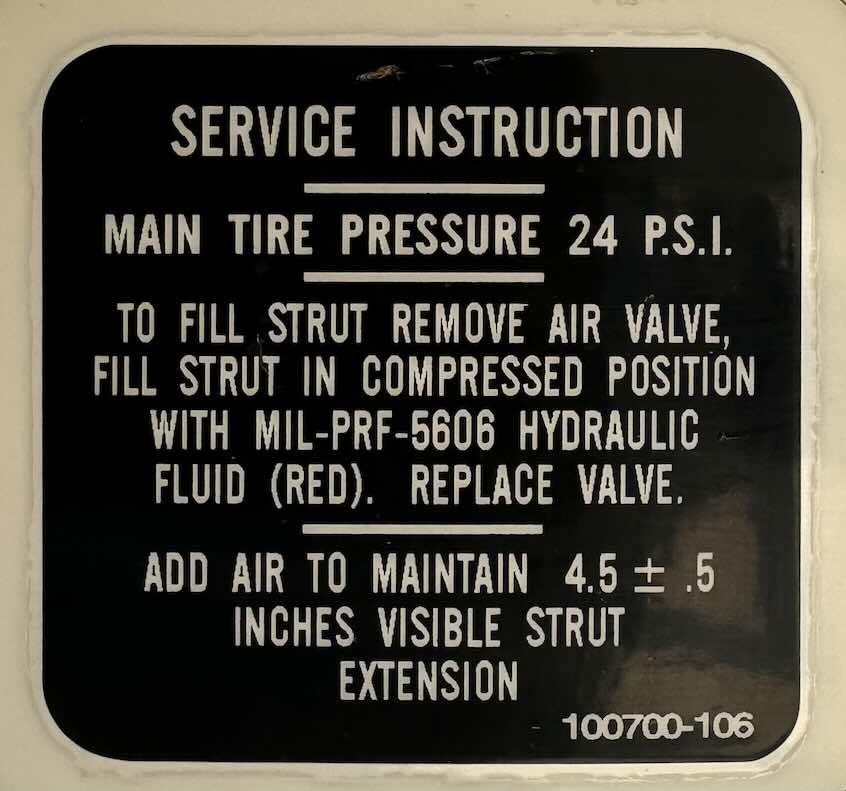 SERVICE INSTRUCTION
MAIN TIRE PRESSURE 24 P.S.I.
TO FILL STRUT REMOVE AIR VALVE,
FILL STRUT IN COMPRESSED POSITION
WITH MIL-PRF-5606 HYDRAULIC
FLUID (RED). REPLACE VALVE.
ADD AIR TO MAINTAIN 4.5 ± .5
INCHES VISIBLE STRUT
EXTENSION
100700-106